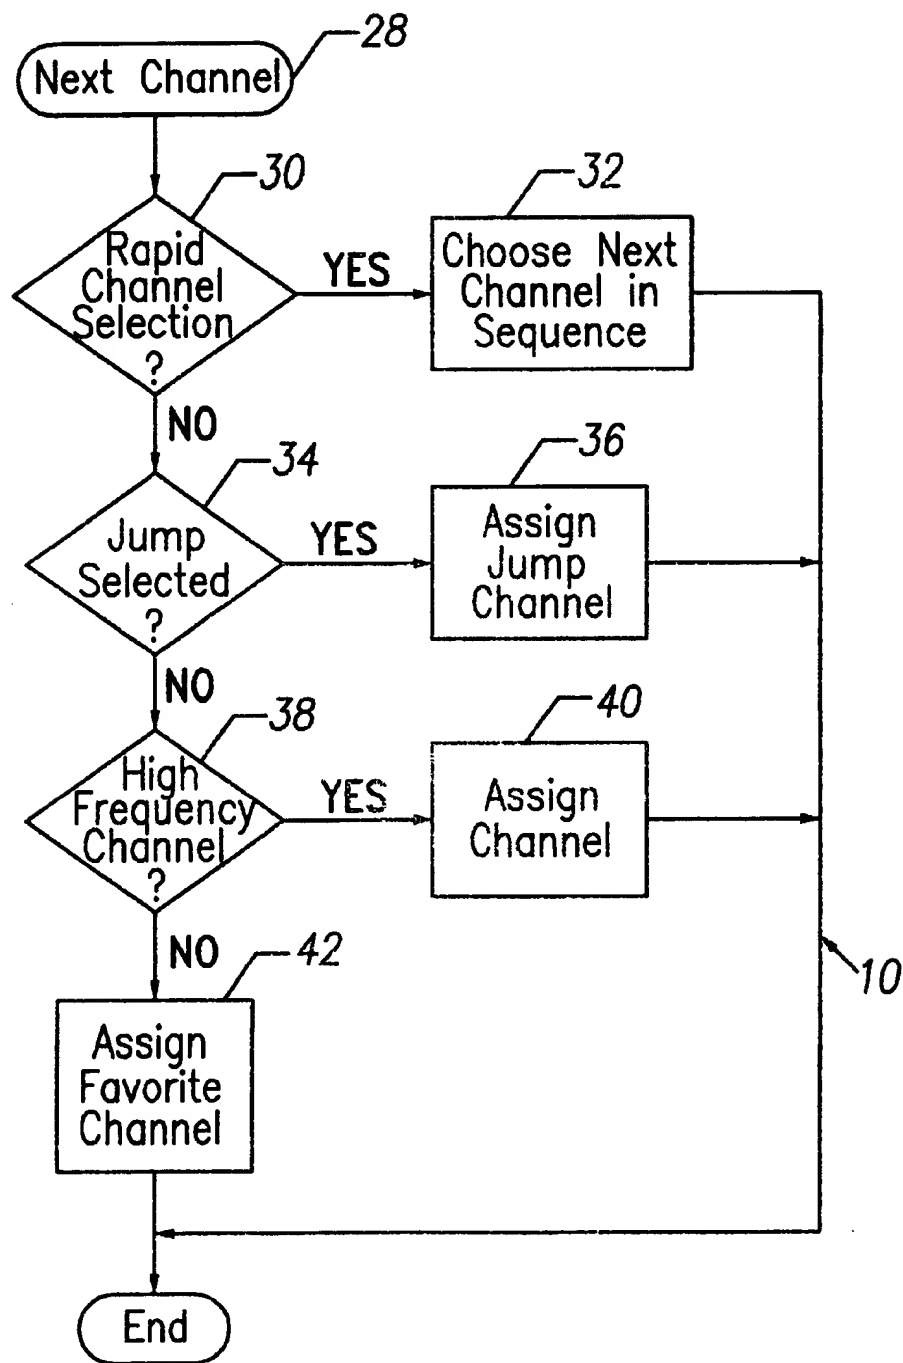 28
Next Channel
30
Rapid
Channel
Selection
?
YES
32
Choose Next
Channel in
Sequence
NO
34
Jump
Selected
?
YES
36
Assign
Jump
Channel
NO
38
High
Frequency
Channel
?
YES
40
Assign
Channel
NO
42
10
Assign
Favorite
Channel
End